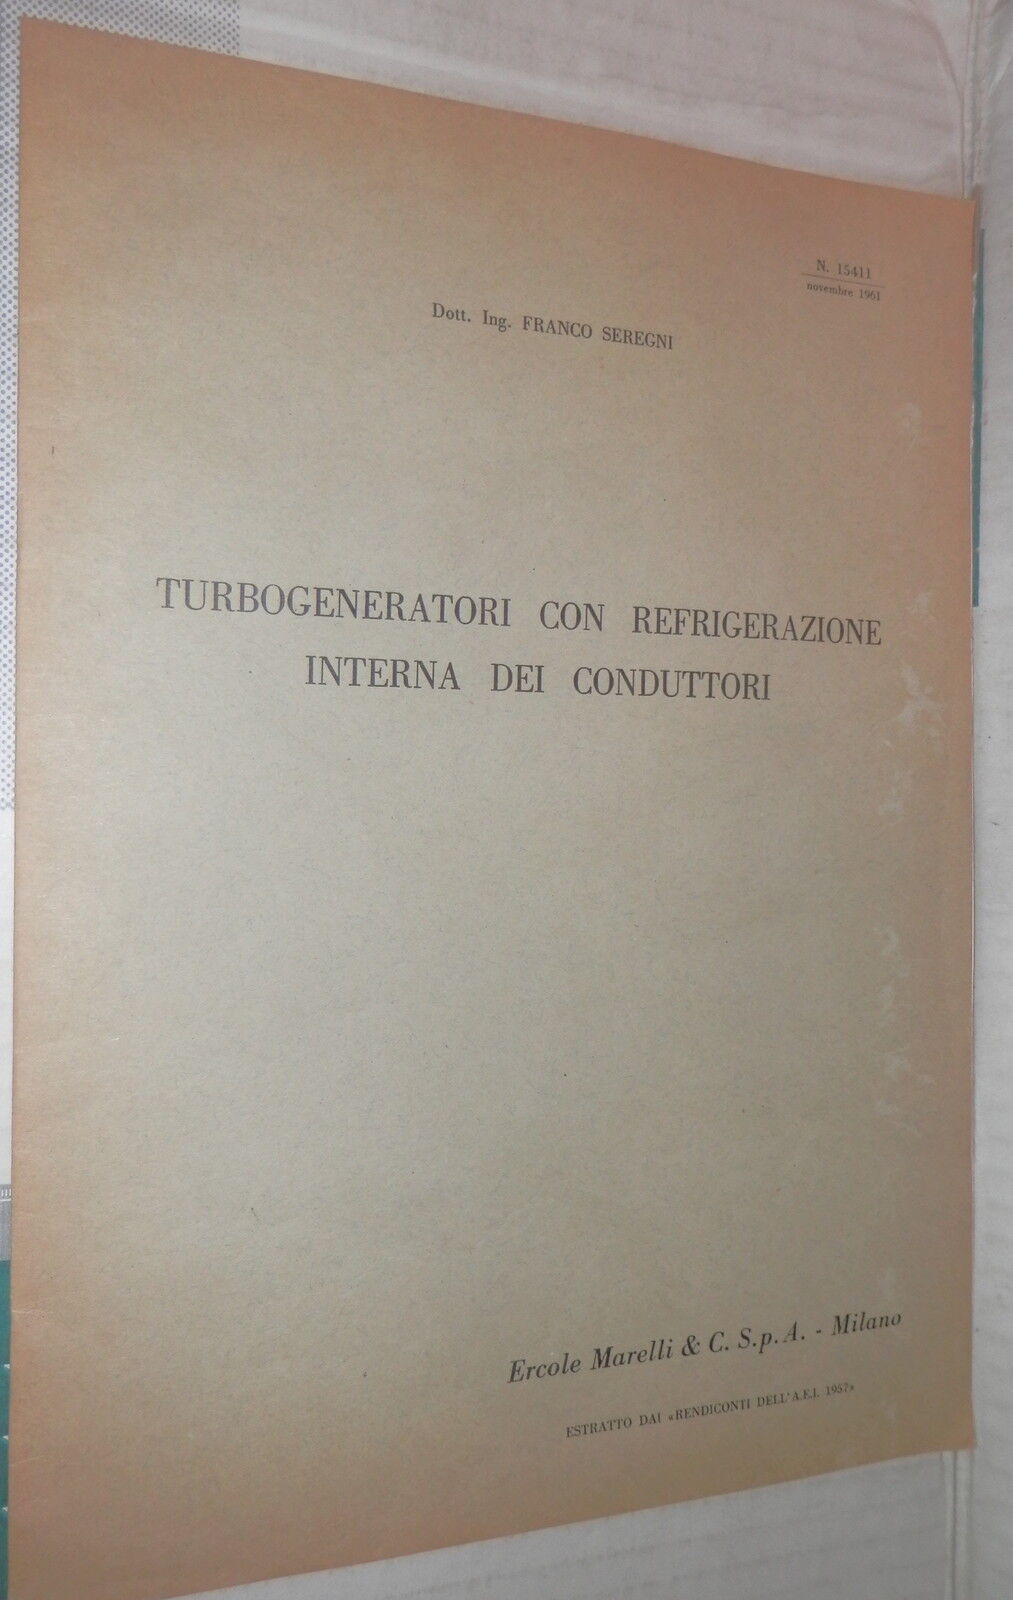 N. 15411
novembre 1961
Dott. Ing. FRANCO SEREGNI
TURBOGENERATORI CON REFRIGERAZIONE
INTERNA DEI CONDUTTORI
Ercole Marelli & C. S.p.A. - Milano
ESTRATTO DAI «RENDICONTI DELL'A.E.I. 1957»